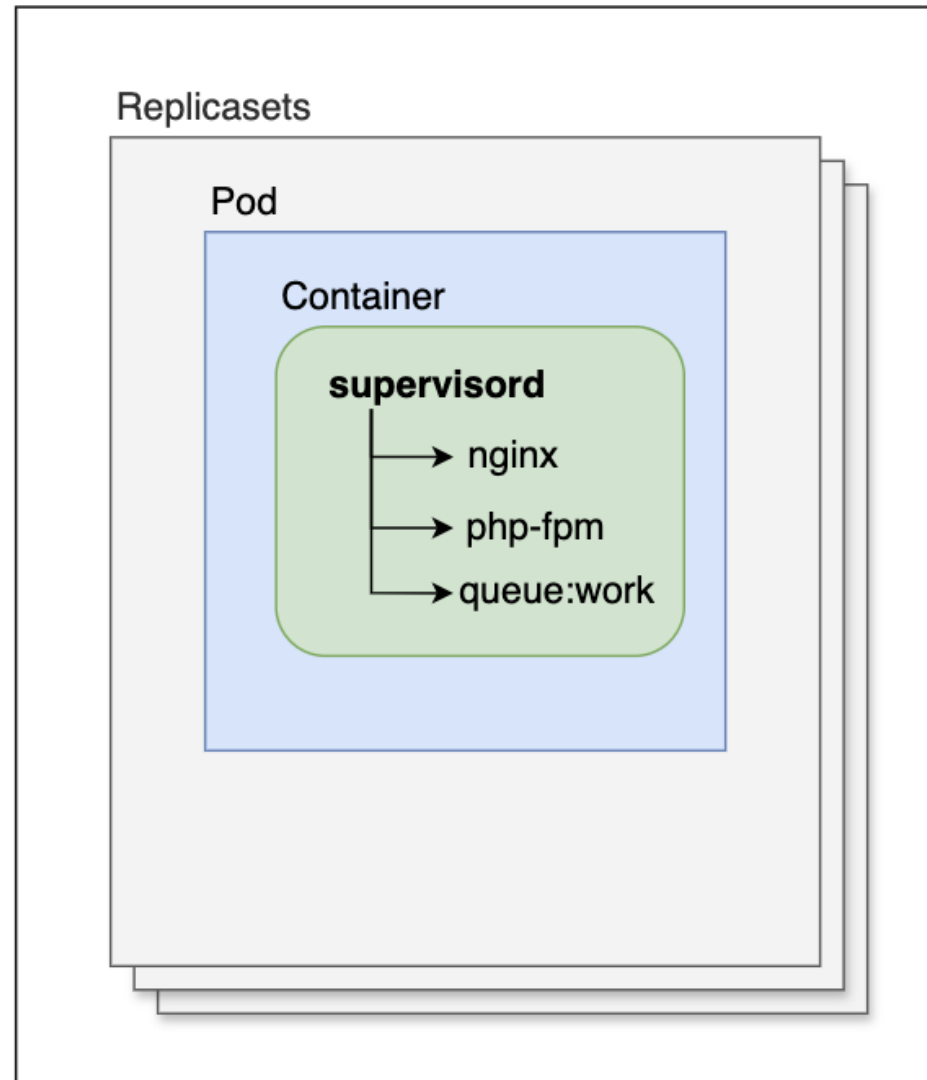 Replicasets
Pod
Container
supervisord
nginx
php-fpm
queue:work